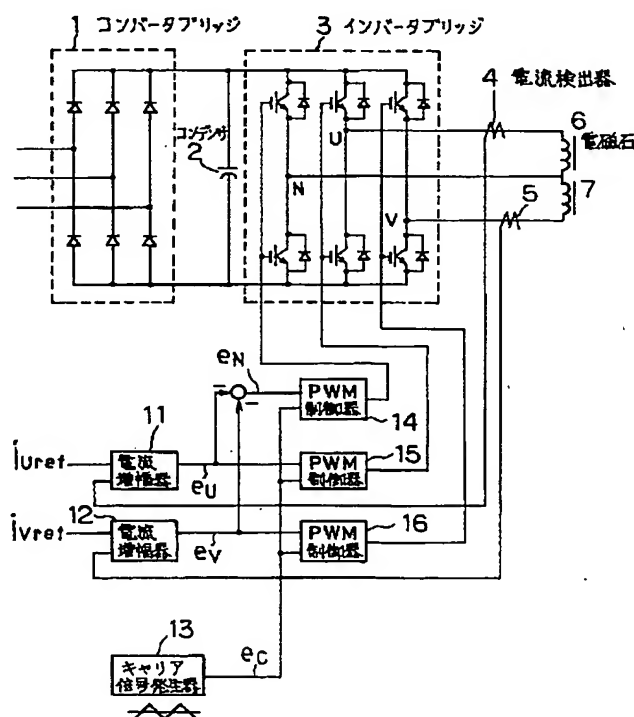 1 コンバータブリッジ
3 インバータブリッジ
4 電流検出器
コンデンサ
2
6
電磁石
7
5
U
N
V
eN
PWM
制御器
14
11
iUref
電流
増幅器
eU
PWM
制御器
15
12
iVref
電流
増幅器
eV
PWM
制御器
16
13
キャリア
信号発生器
eC